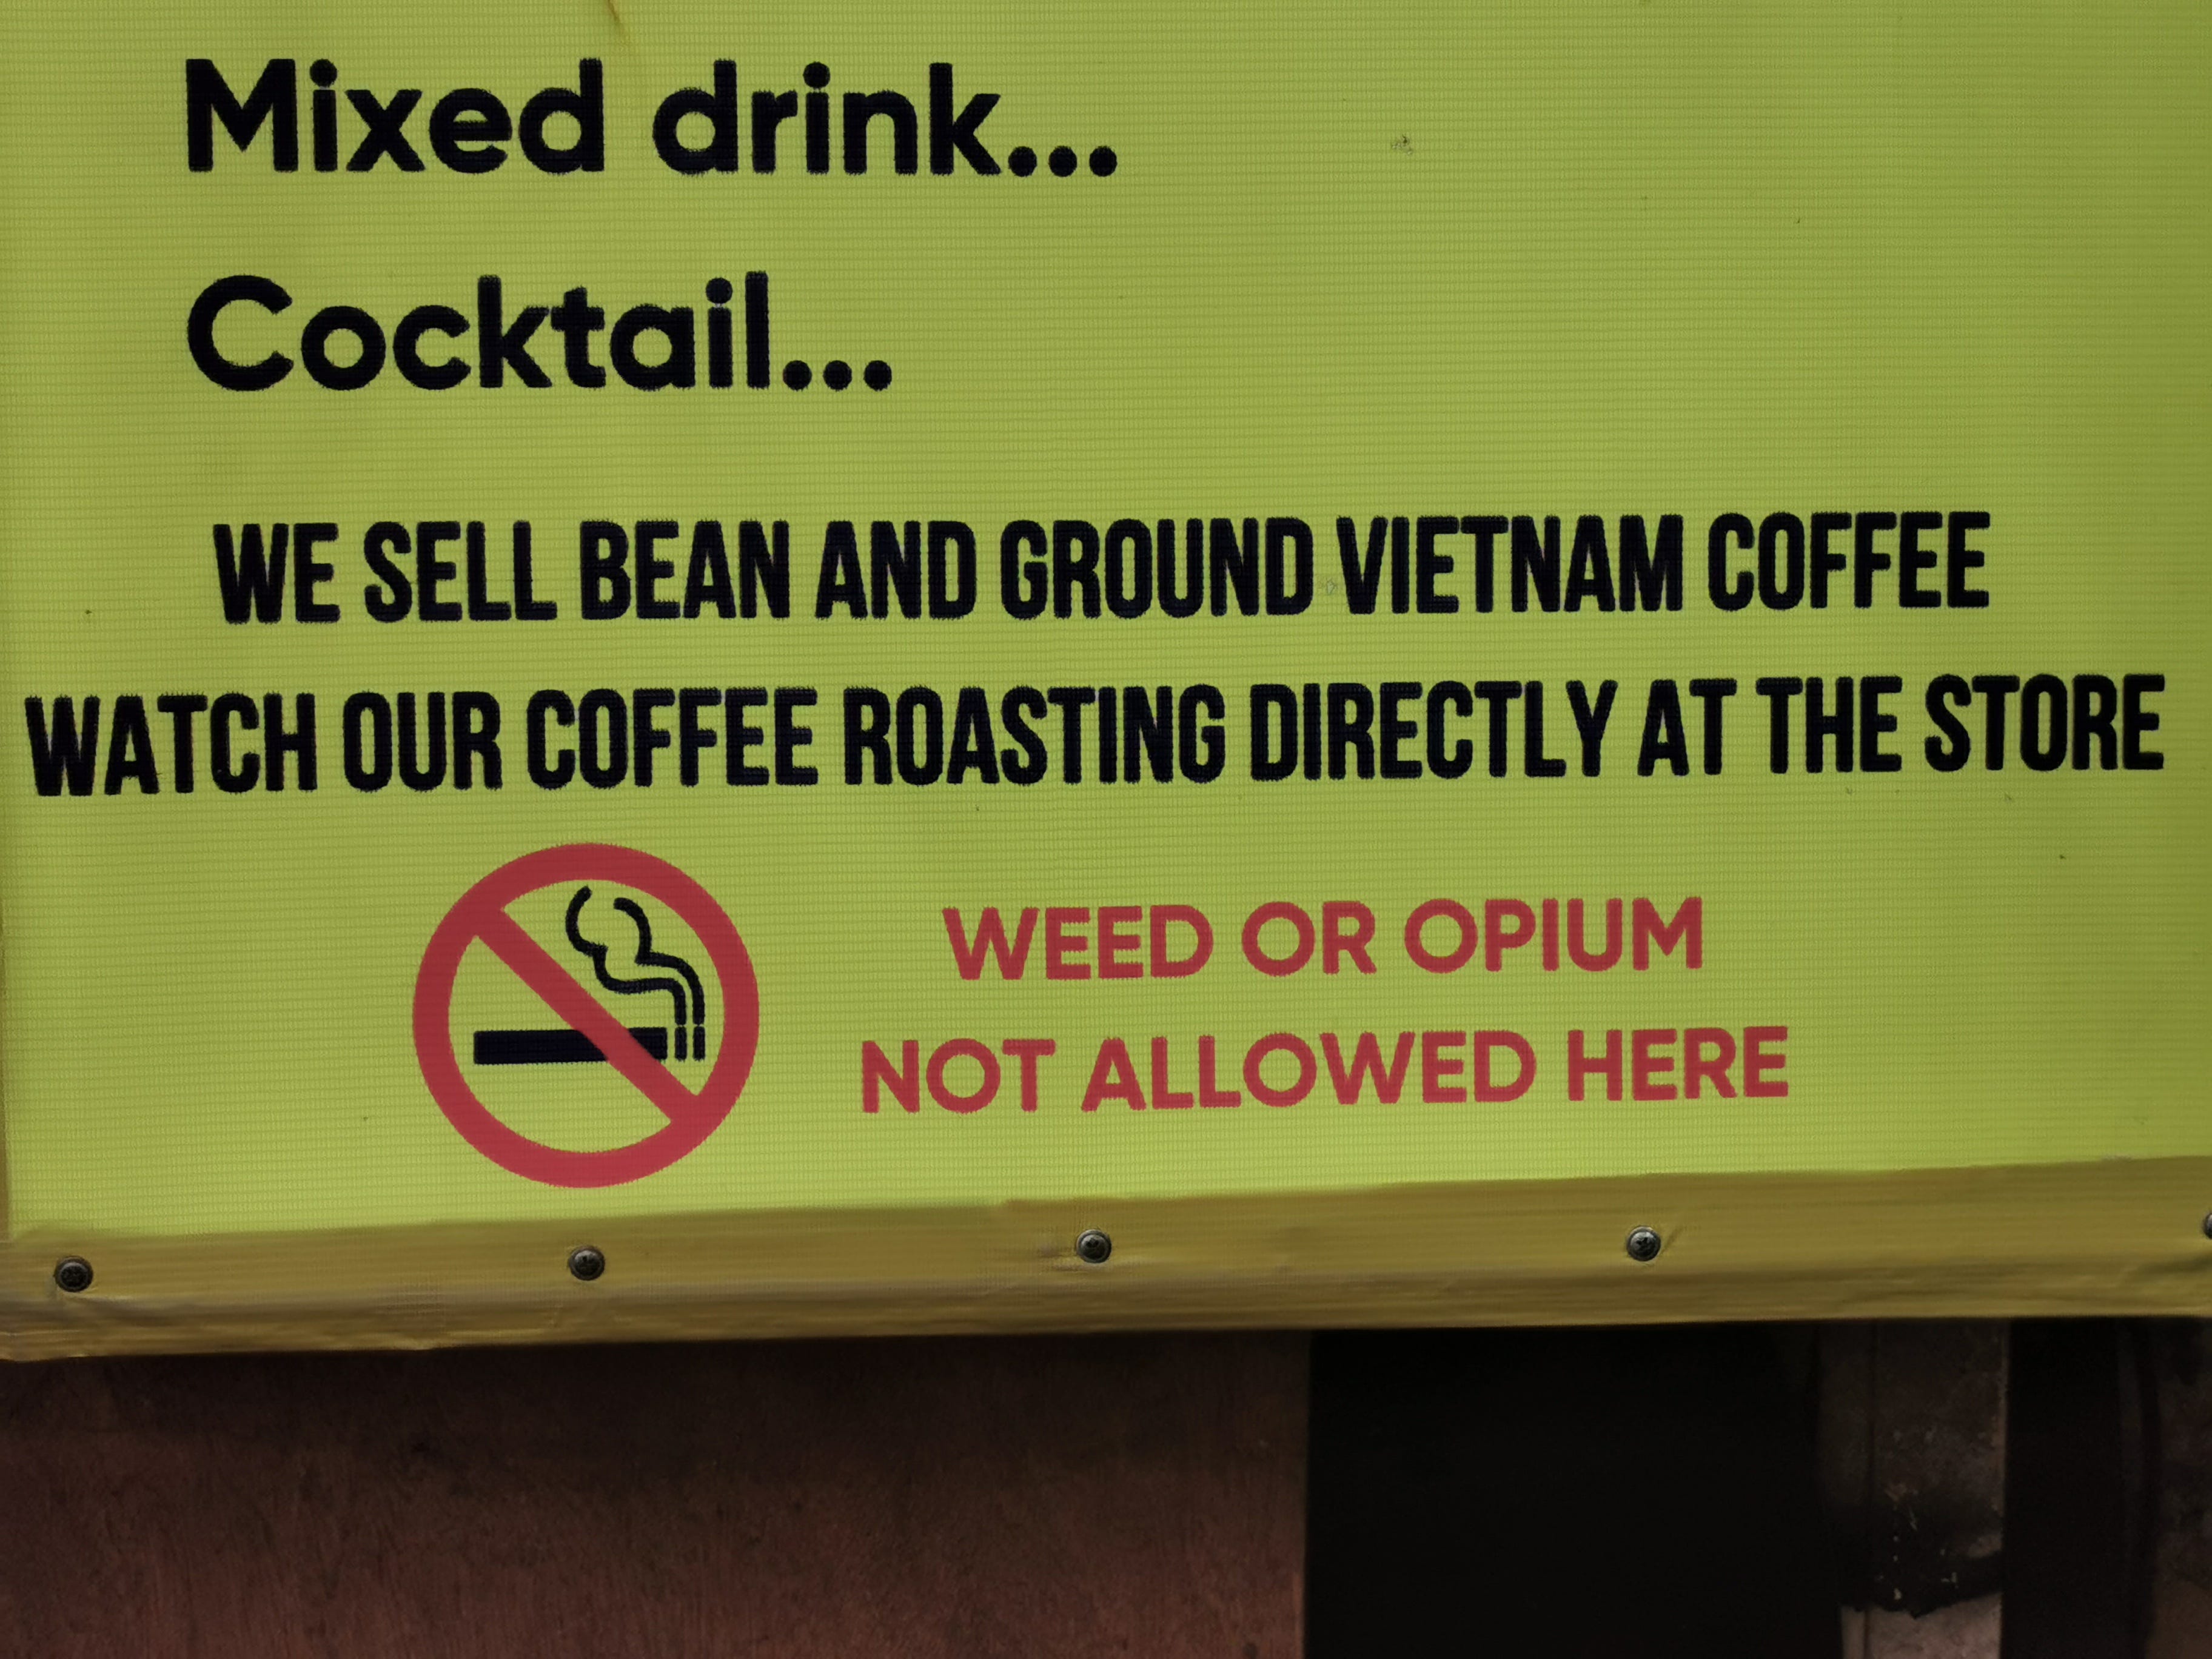 Mixed drink...
Cocktail...
WE SELL BEAN AND GROUND VIETNAM COFFEE
WATCH OUR COFFEE ROASTING DIRECTLY AT THE STORE
WEED OR OPIUM
NOT ALLOWED HERE